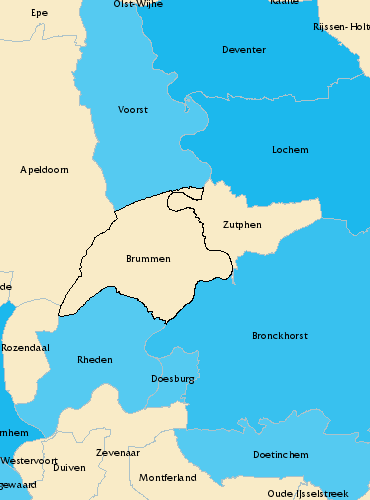 Olst-Wijhe
Raalte
Epe
Rijssen-Holt
Deventer
Voorst
Lochem
Apeldoorn
Zutphen
Brummen
de
Bronckhorst
Rozendaal
Rheden
Doesburg
rnhem
Zevenaar
Doetinchem
Westervoort
Duiven
Montferland
gewaard
Oude IJsselstreek